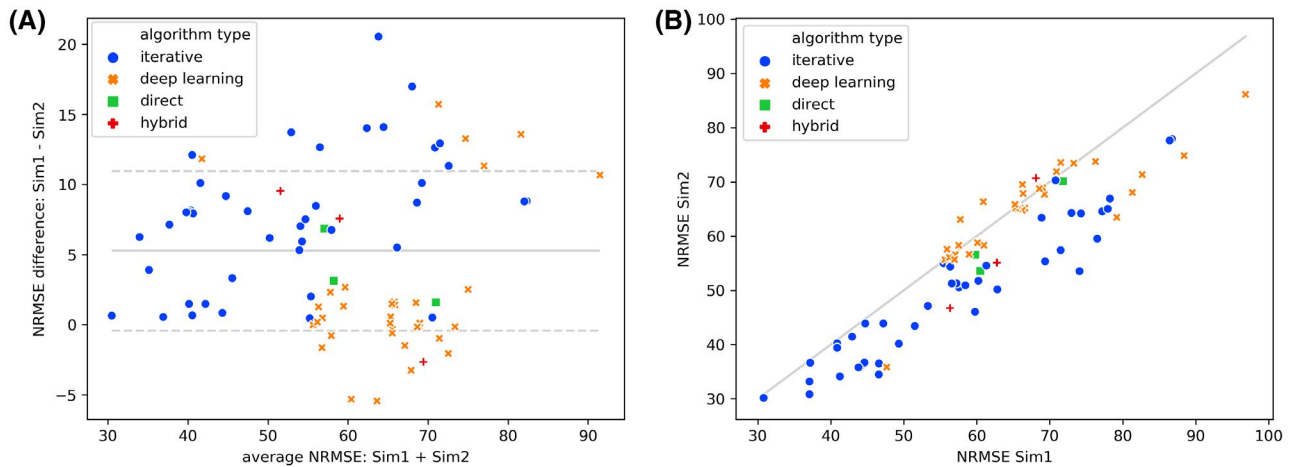 (A)
algorithm type
iterative
deep learning
direct
hybrid
NRMSE difference: Sim1 - Sim2
20
15
10
5
0
−5
30 40 50 60 70 80 90
average NRMSE: Sim1 + Sim2
(B)
algorithm type
iterative
deep learning
direct
hybrid
NRMSE Sim2
100
90
80
70
60
50
40
30
30 40 50 60 70 80 90 100
NRMSE Sim1